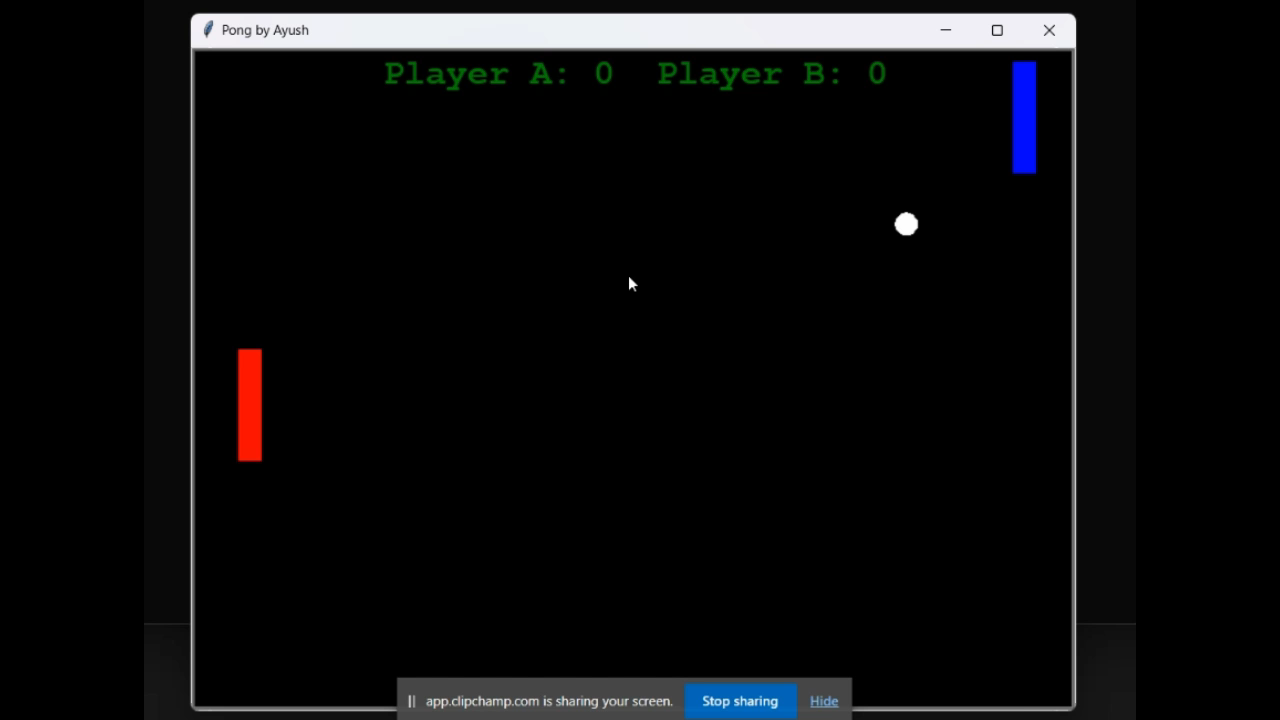 Pong by Ayush
Player A: 0  Player B: 0
app.clipchamp.com is sharing your screen. Stop sharing Hide